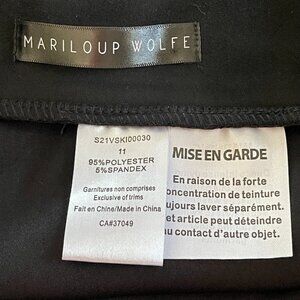 MARILOUP WOLFE
S21VSKI00030
11
95%POLYESTER
5%SPANDEX
Garnitures non comprises
Exclusive of trims
Fait en Chine/Made in China
CA#37049
MISE EN GARDE
En raison de la forte
concentration de teinture
ujours laver séparément.
et article peut déteindre
au contact d'autre objet.